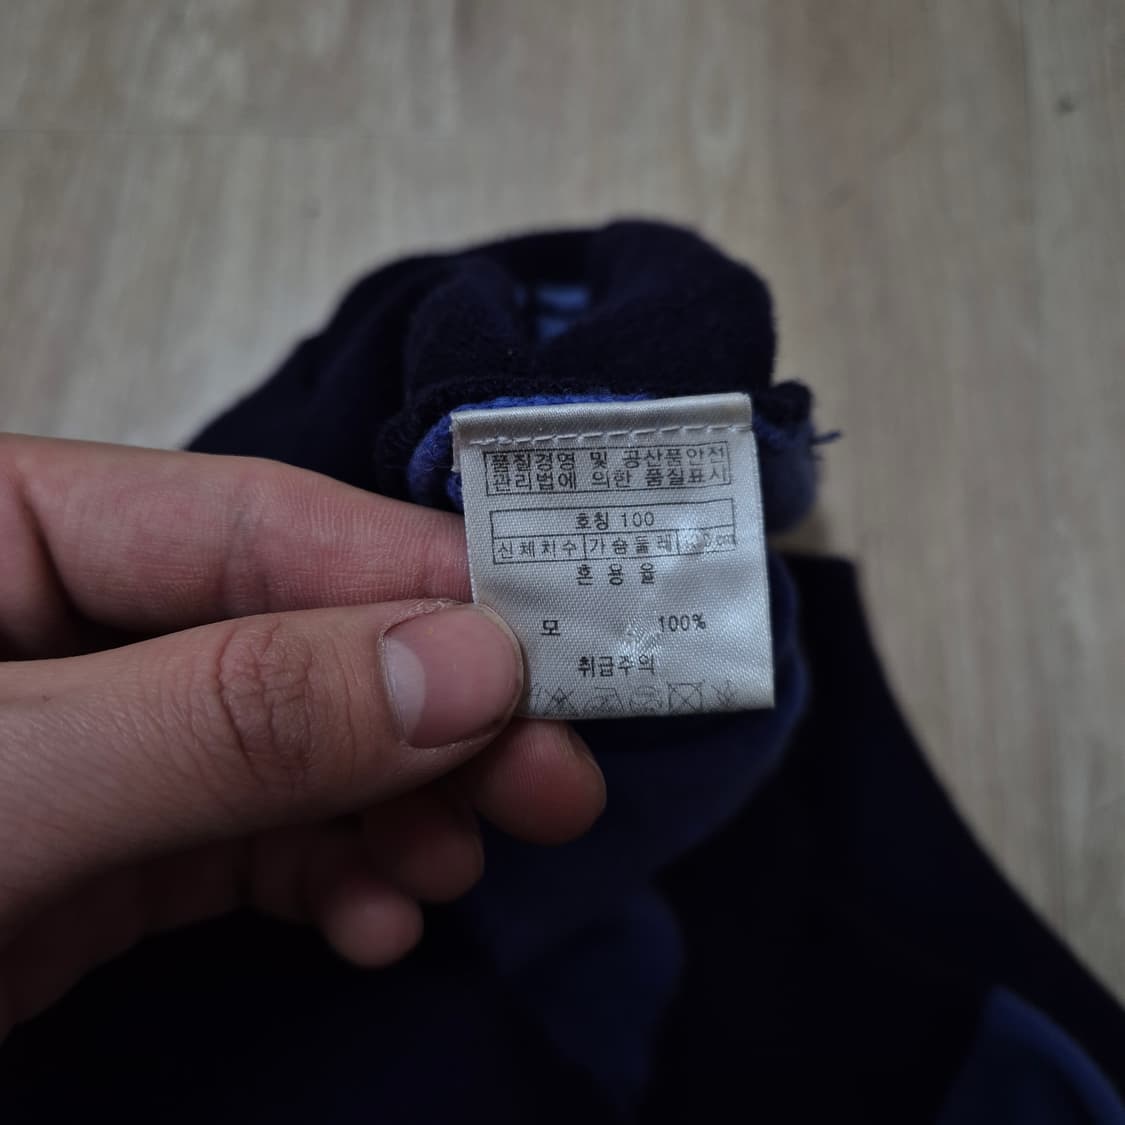 품질경영 및 공산품안전
관리법에 의한 품질표시
호칭 100
신체치수 가슴둘레 cm
혼용율
모 100%
취급주의